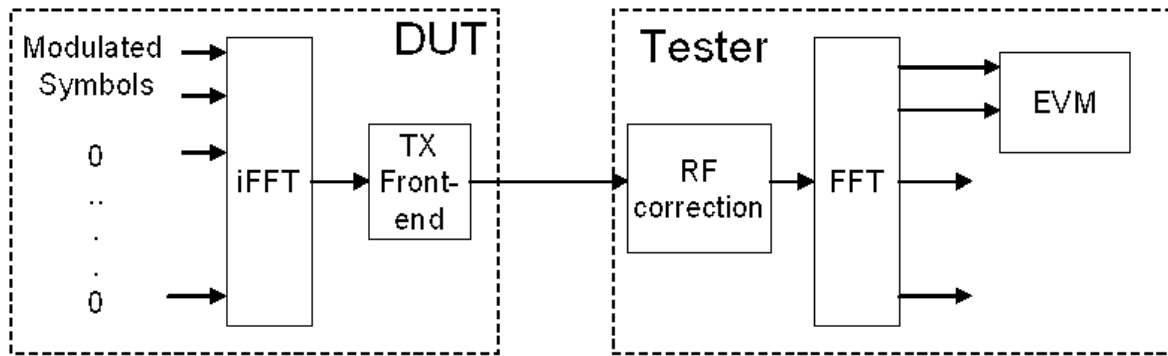 DUT
Modulated
Symbols
0
..
.
.
0
iFFT
TX
Front-
end
Tester
RF
correction
FFT
EVM